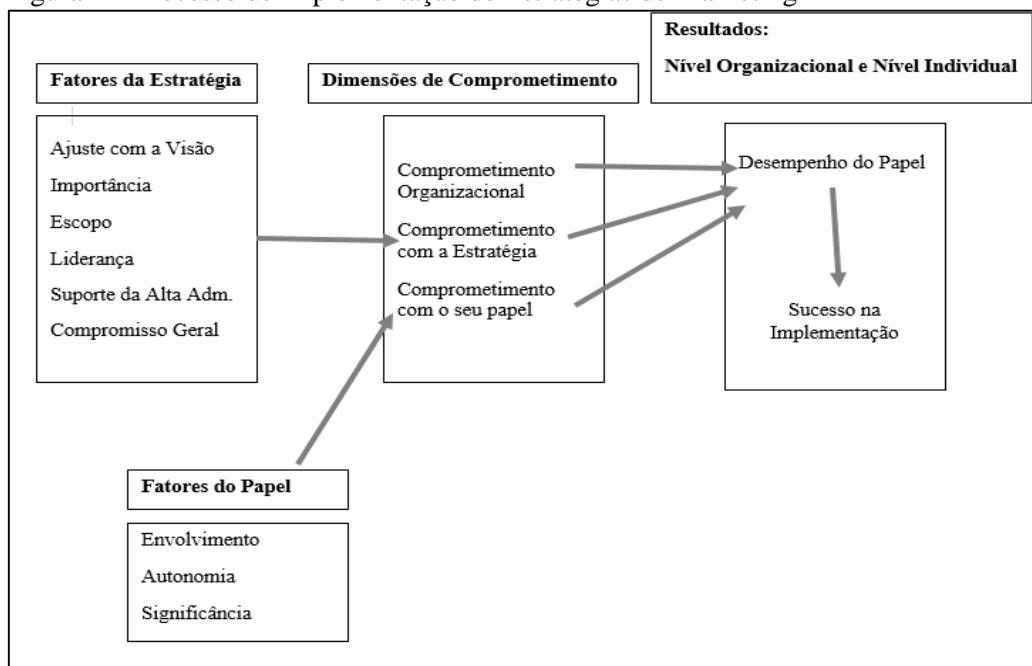 Resultados:
Nível Organizacional e Nível Individual
Fatores da Estratégia
Dimensões de Comprometimento
Ajuste com a Visão
Importância
Escopo
Liderança
Suporte da Alta Adm.
Compromisso Geral
Comprometimento
Organizacional
Comprometimento
com a Estratégia
Comprometimento
com o seu papel
Desempenho do Papel
Sucesso na
Implementação
Fatores do Papel
Envolvimento
Autonomia
Significância